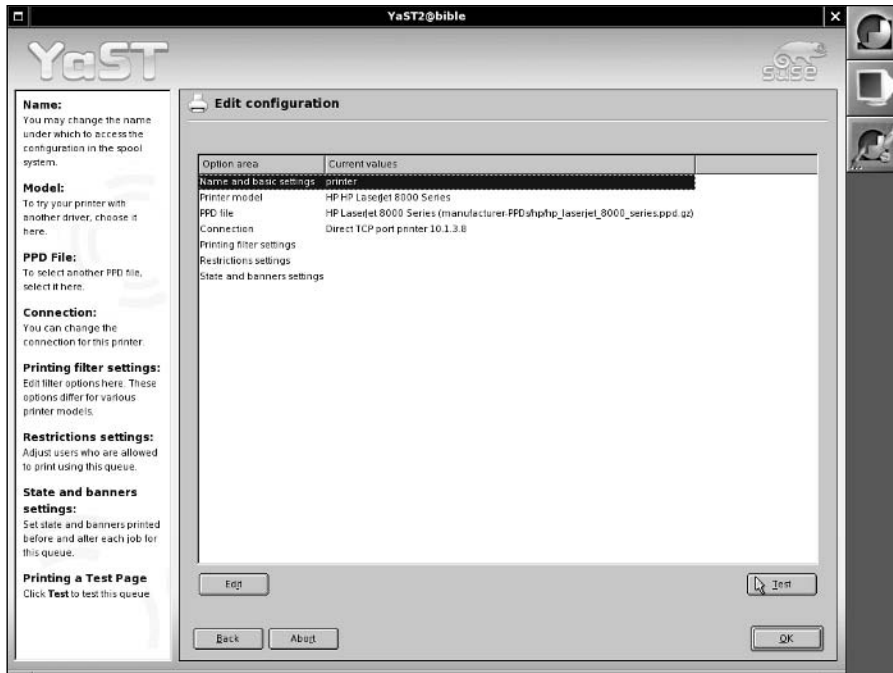 YaST2@bible
YaST
suse
Name:
You may change the name
under which to access the
configuration in the spool
system.
Model:
To try your printer with
another driver, choose it
here.
PPD File:
To select another PPD file,
select it here.
Connection:
You can change the
connection for this printer.
Printing filter settings:
Edit filter options here. These
options differ for various
printer models.
Restrictions settings:
Adjust users who are allowed
to print using this queue.
State and banners
settings:
Set state and banners printed
before and after each job for
this queue.
Printing a Test Page
Click Test to test this queue
Edit configuration
Option area Current values
Name and basic settings printer
Printer model HP HP LaserJet 8000 Series
PPD file HP LaserJet 8000 Series (manufacturer-PPDs/hp/hp_laserjet_8000_series.ppd.gz)
Connection Direct TCP port printer 10.1.3.8
Printing filter settings
Restrictions settings
State and banners settings
Edit Test
Back Abort OK